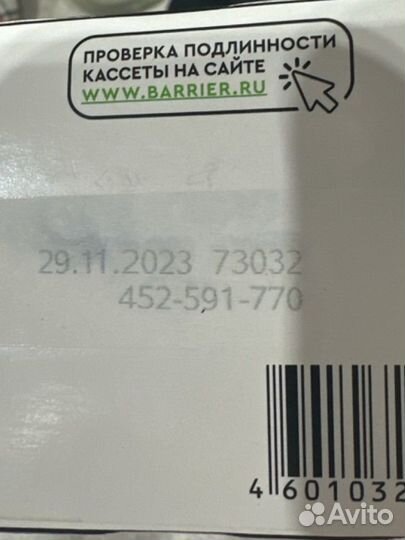 ПРОВЕРКА ПОДЛИННОСТИ
КАССЕТЫ НА САЙТЕ
WWW.BARRIER.RU
29.11.2023 73032
452-591-770
4 601032
Avito